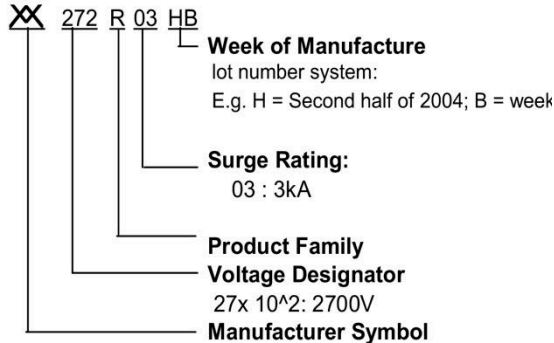 XX 272 R 03 HB
Week of Manufacture
lot number system:
E.g. H = Second half of 2004; B = week
Surge Rating:
03 : 3kA
Product Family
Voltage Designator
27x 10^2: 2700V
Manufacturer Symbol